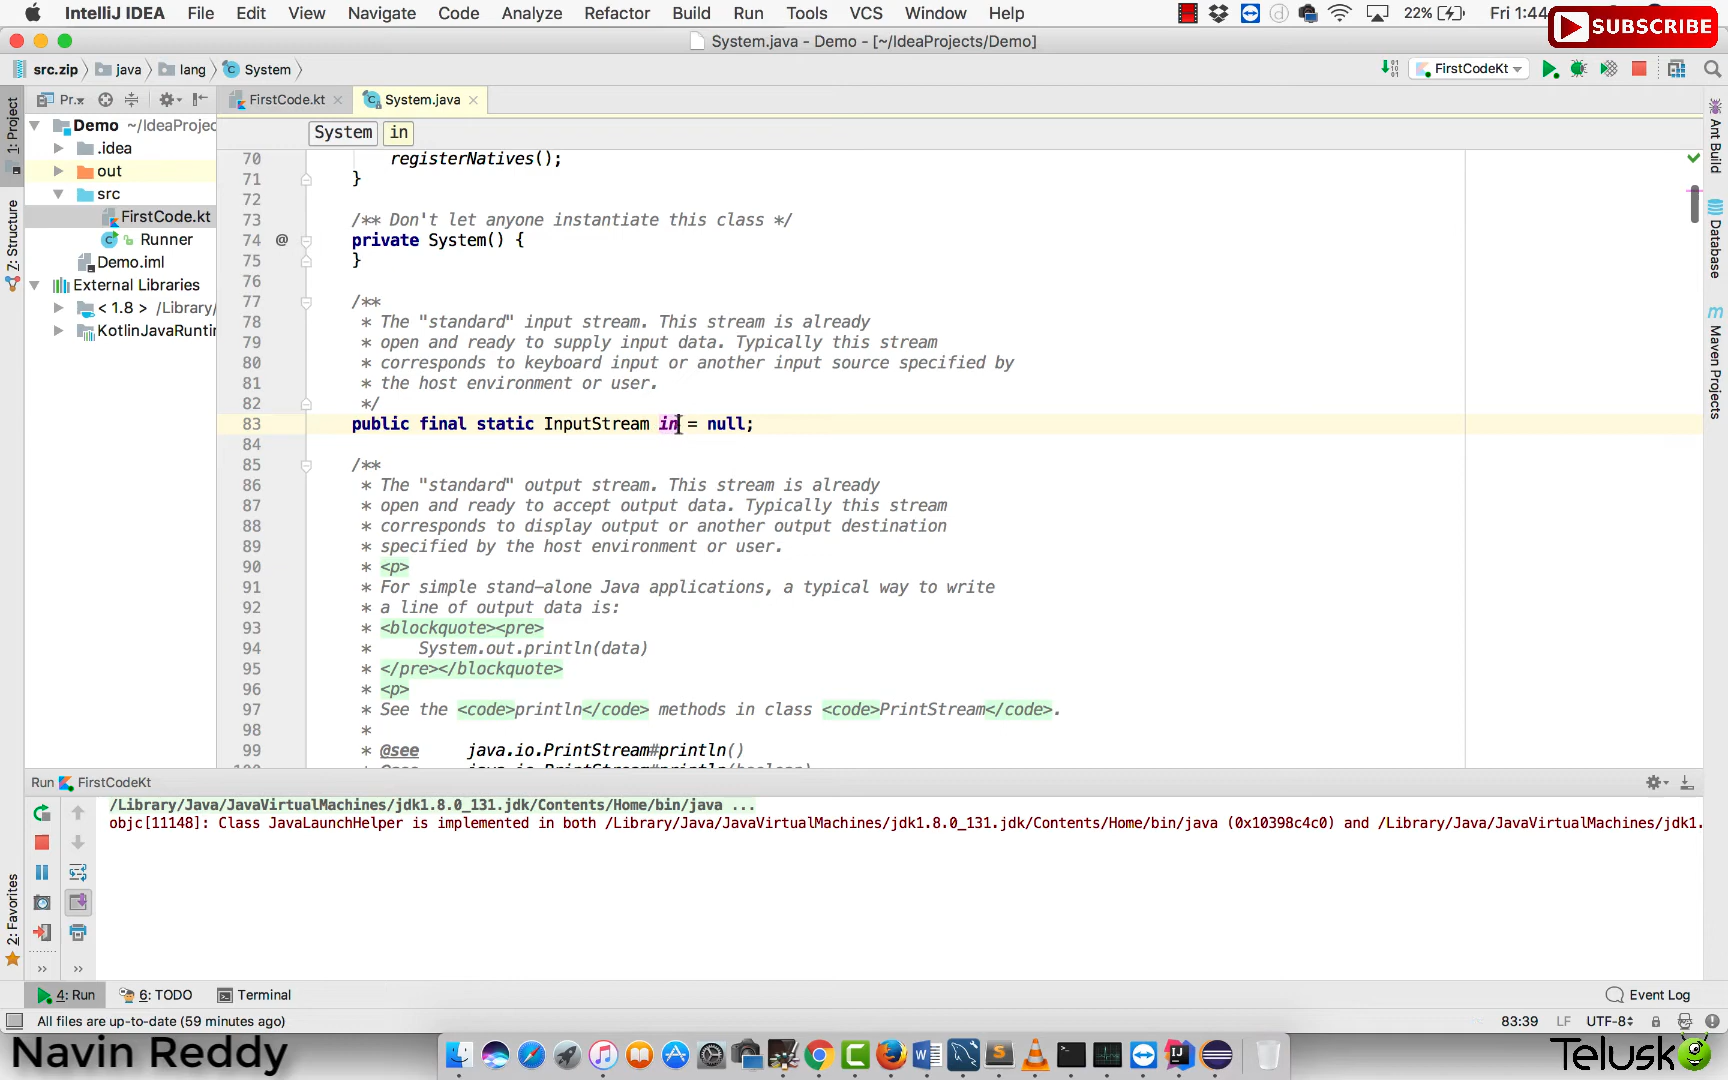 IntelliJ IDEA File Edit View Navigate Code Analyze Refactor Build Run Tools VCS Window Help 22% Fri 1:44
SUBSCRIBE
System.java - Demo - [~/IdeaProjects/Demo]
src.zip java lang System FirstCodeKt
1: Project
7: Structure
2: Favorites
Pr...
Demo ~/IdeaProjec
.idea
out
src
FirstCode.kt
Runner
Demo.iml
External Libraries
< 1.8 > /Library/
KotlinJavaRuntin
FirstCode.kt System.java
System in
70 registerNatives();
71 }
72
73 /** Don't let anyone instantiate this class */
74 @ private System() {
75 }
76
77 /**
78 * The "standard" input stream. This stream is already
79 * open and ready to supply input data. Typically this stream
80 * corresponds to keyboard input or another input source specified by
81 * the host environment or user.
82 */
83 public final static InputStream in = null;
84
85 /**
86 * The "standard" output stream. This stream is already
87 * open and ready to accept output data. Typically this stream
88 * corresponds to display output or another output destination
89 * specified by the host environment or user.
90 * <p>
91 * For simple stand-alone Java applications, a typical way to write
92 * a line of output data is:
93 * <blockquote><pre>
94 * System.out.println(data)
95 * </pre></blockquote>
96 * <p>
97 * See the <code>println</code> methods in class <code>PrintStream</code>.
98 *
99 * @see java.io.PrintStream#println()
Ant Build
Database
Maven Projects
Run FirstCodeKt
/Library/Java/JavaVirtualMachines/jdk1.8.0_131.jdk/Contents/Home/bin/java ...
objc[11148]: Class JavaLaunchHelper is implemented in both /Library/Java/JavaVirtualMachines/jdk1.8.0_131.jdk/Contents/Home/bin/java (0x10398c4c0) and /Library/Java/JavaVirtualMachines/jdk1.
4: Run 6: TODO Terminal Event Log
All files are up-to-date (59 minutes ago) 83:39 LF UTF-8
Navin Reddy
Telusko